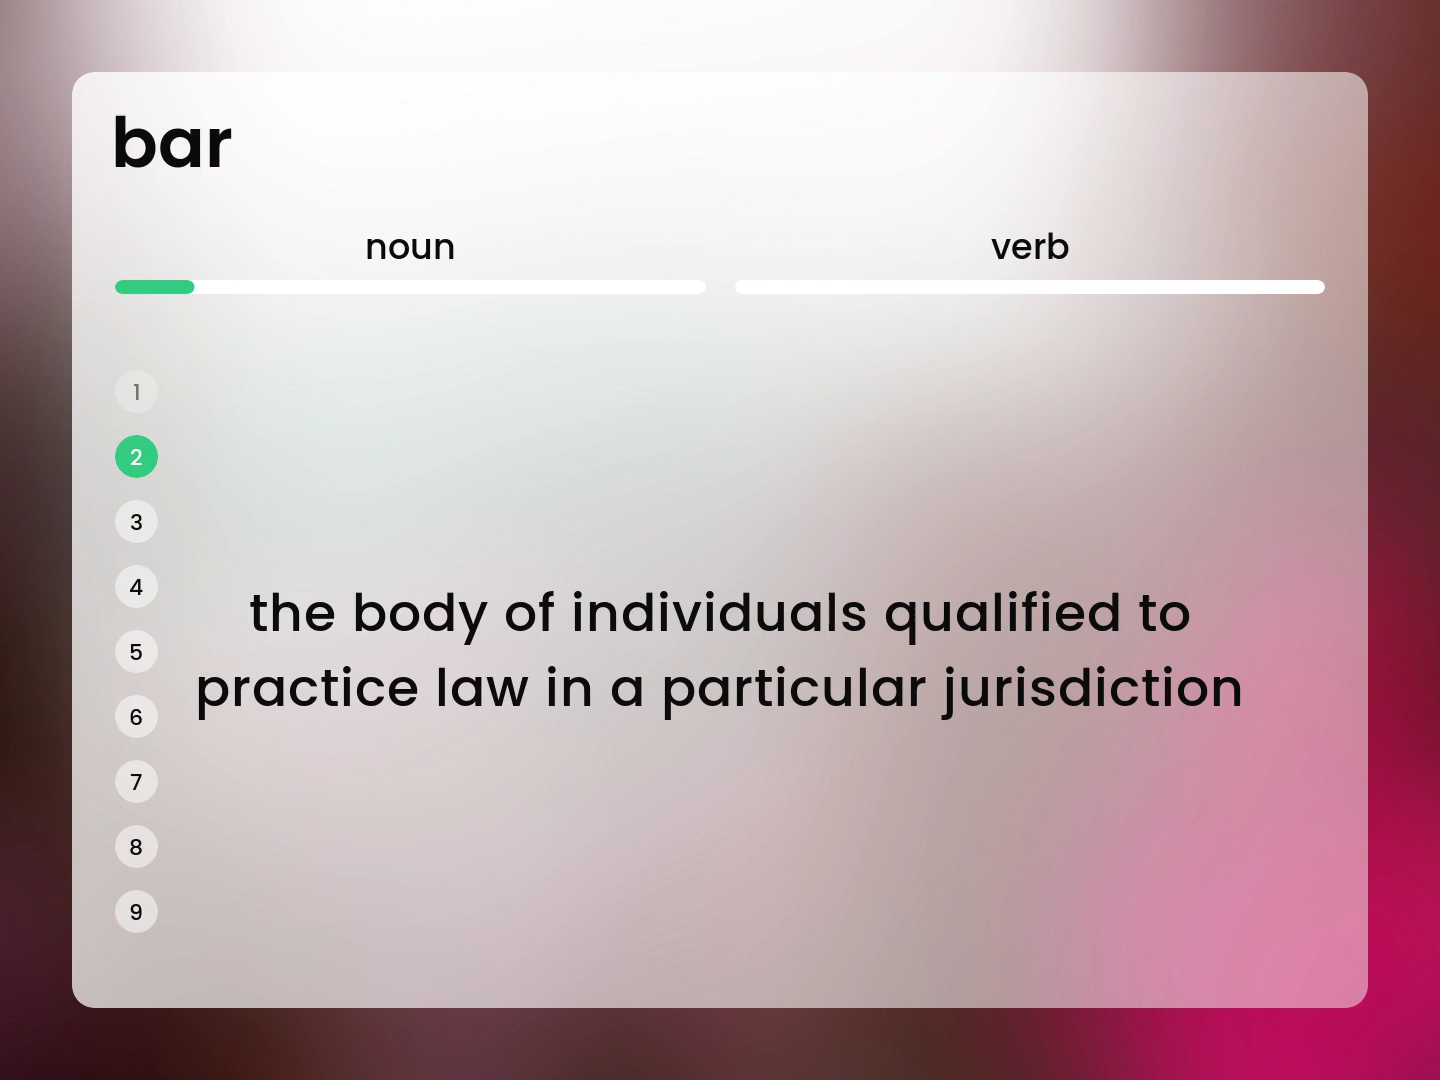 bar
noun
verb
1
2
3
4
5
6
7
8
9
the body of individuals qualified to
practice law in a particular jurisdiction